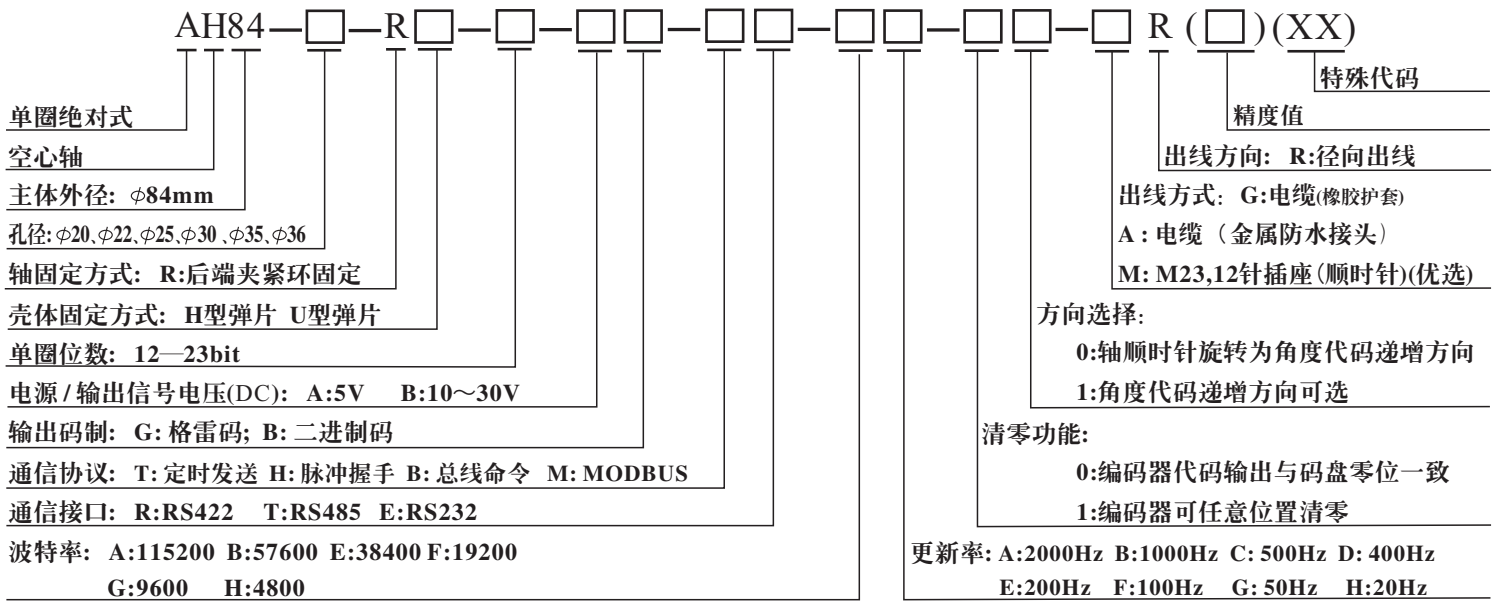 AH84—□—R□—□—□□—□□—□□—□□—□ R (□)(XX)
单圈绝对式
空心轴
主体外径: φ84mm
孔径:φ20、φ22、φ25、φ30 、φ35、φ36
轴固定方式: R:后端夹紧环固定
壳体固定方式: H型弹片 U型弹片
单圈位数: 12—23bit
电源 / 输出信号电压(DC): A:5V B:10～30V
输出码制: G: 格雷码; B: 二进制码
通信协议: T: 定时发送 H: 脉冲握手 B: 总线命令 M: MODBUS
通信接口: R:RS422 T:RS485 E:RS232
波特率: A:115200 B:57600 E:38400 F:19200
G:9600 H:4800
特殊代码
精度值
出线方向: R:径向出线
出线方式: G:电缆(橡胶护套)
A : 电缆（金属防水接头）
M: M23,12针插座（顺时针)(优选)
方向选择:
0:轴顺时针旋转为角度代码递增方向
1:角度代码递增方向可选
清零功能:
0:编码器代码输出与码盘零位一致
1:编码器可任意位置清零
更新率: A:2000Hz B:1000Hz C: 500Hz D: 400Hz
E:200Hz F:100Hz G: 50Hz H:20Hz